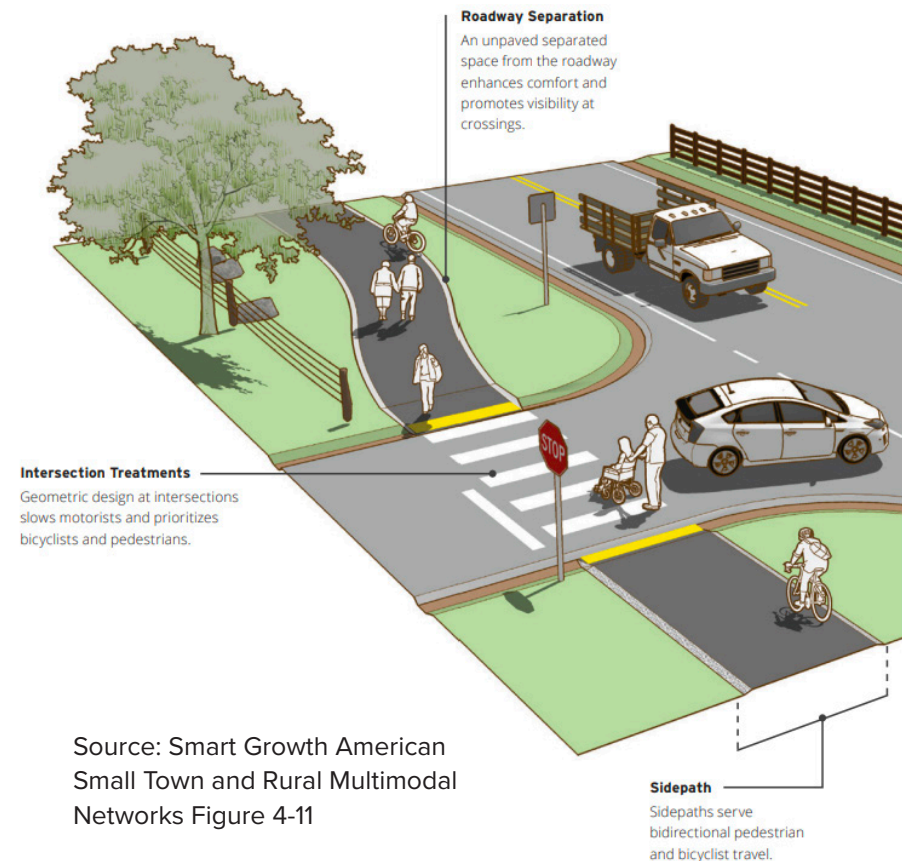 Roadway Separation
An unpaved separated
space from the roadway
enhances comfort and
promotes visibility at
crossings.
STOP
Intersection Treatments
Geometric design at intersections
slows motorists and prioritizes
bicyclists and pedestrians.
Source: Smart Growth American
Small Town and Rural Multimodal
Networks Figure 4-11
Sidepath
Sidepaths serve
bidirectional pedestrian
and bicyclist travel.